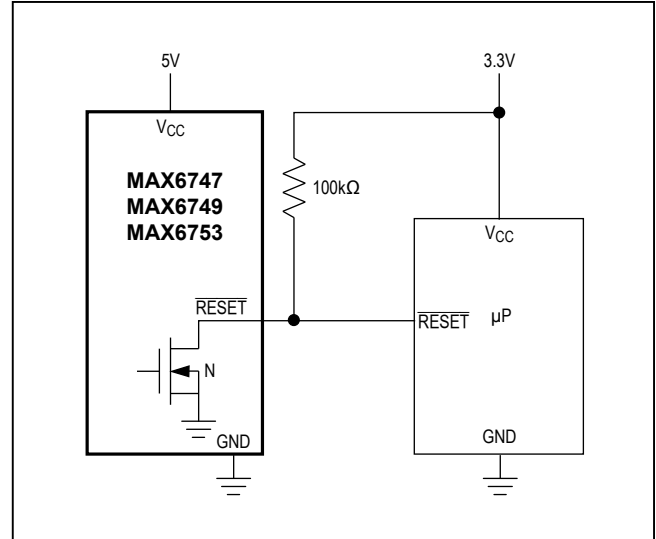 5V
3.3V
VCC
MAX6747
MAX6749
MAX6753
100kΩ
VCC
RESET
RESET
µP
N
GND
GND